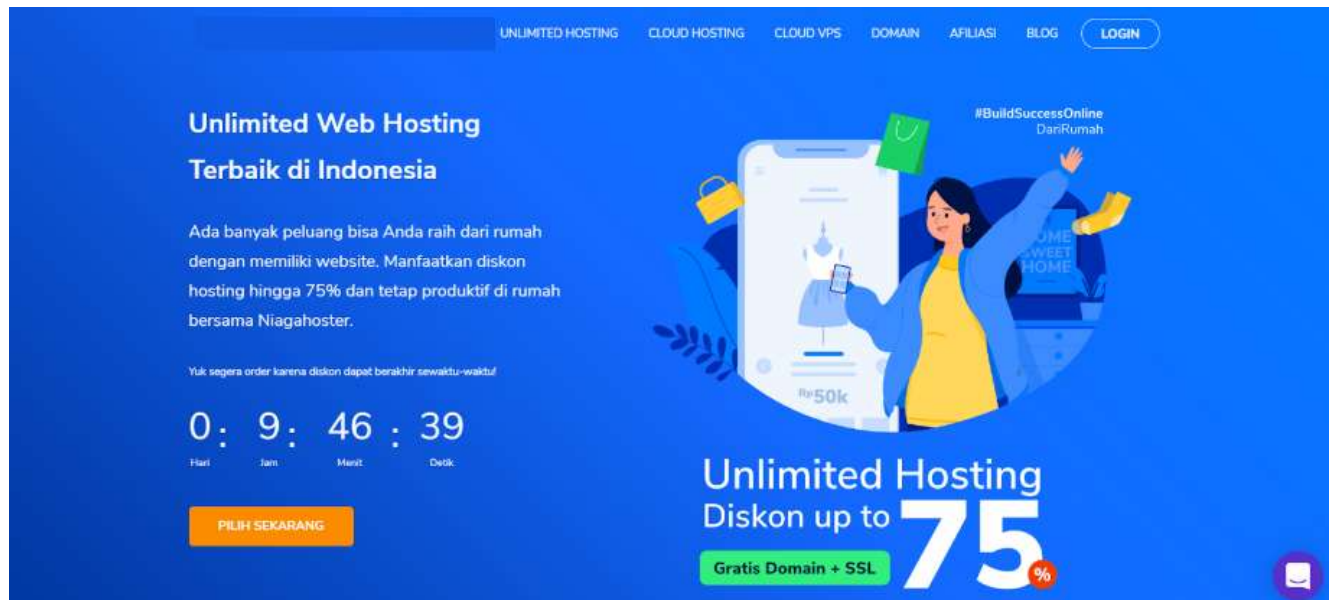 UNLIMITED HOSTING CLOUD HOSTING CLOUD VPS DOMAIN AFILIASI BLOG LOGIN
Unlimited Web Hosting
Terbaik di Indonesia
Ada banyak peluang bisa Anda raih dari rumah
dengan memiliki website. Manfaatkan diskon
hosting hingga 75% dan tetap produktif di rumah
bersama Niagahoster.
Yuk segera order karena diskon dapat berakhir sewaktu-waktu!
0 : 9 : 46 : 39
Hari Jam Menit Detik
PILIH SEKARANG
#BuildSuccessOnline
DariRumah
HOME
SWEET
HOME
Rp50k
Unlimited Hosting
Diskon up to 75%
Gratis Domain + SSL